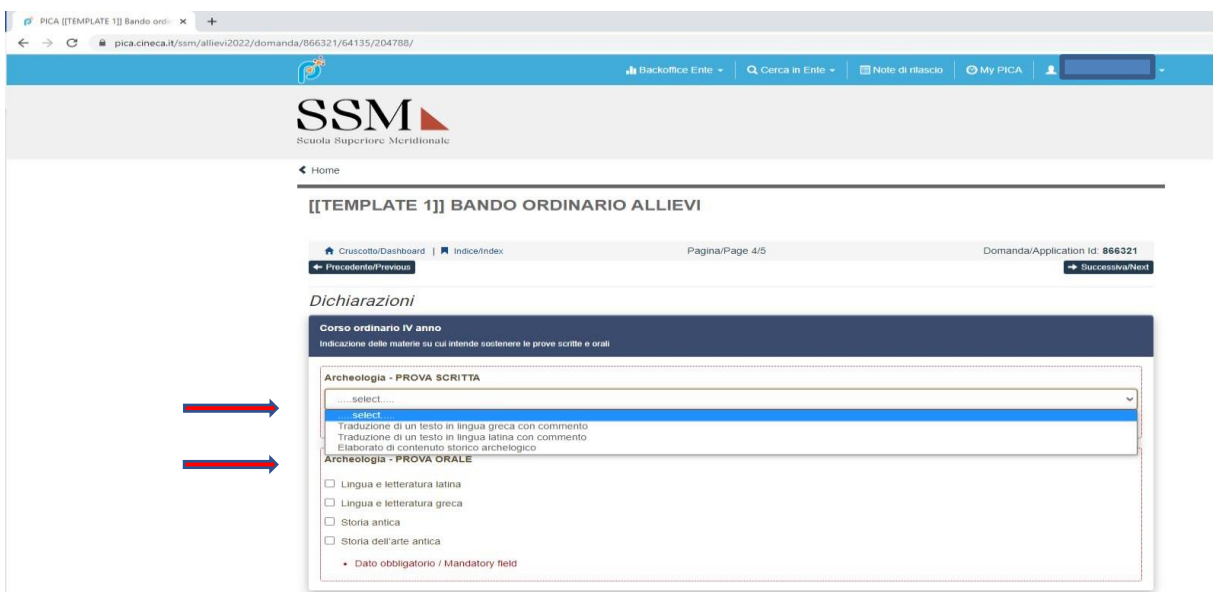 PICA [[TEMPLATE 1]] Bando ordi
pica.cineca.it/ssm/allievi2022/domanda/866321/64135/204788/
Backoffice Ente Cerca in Ente Note di rilascio My PICA
SSM
Scuola Superiore Meridionale
Home
[[TEMPLATE 1]] BANDO ORDINARIO ALLIEVI
Cruscotto/Dashboard | Indice/Index Pagina/Page 4/5 Domanda/Application Id: 866321
Precedente/Previous Successiva/Next
Dichiarazioni
Corso ordinario IV anno
Indicazione delle materie su cui intende sostenere le prove scritte e orali
Archeologia - PROVA SCRITTA
.....select.....
.....select.....
Traduzione di un testo in lingua greca con commento
Traduzione di un testo in lingua latina con commento
Elaborato di contenuto storico archelogico
Archeologia - PROVA ORALE
Lingua e letteratura latina
Lingua e letteratura greca
Storia antica
Storia dell'arte antica
• Dato obbligatorio / Mandatory field